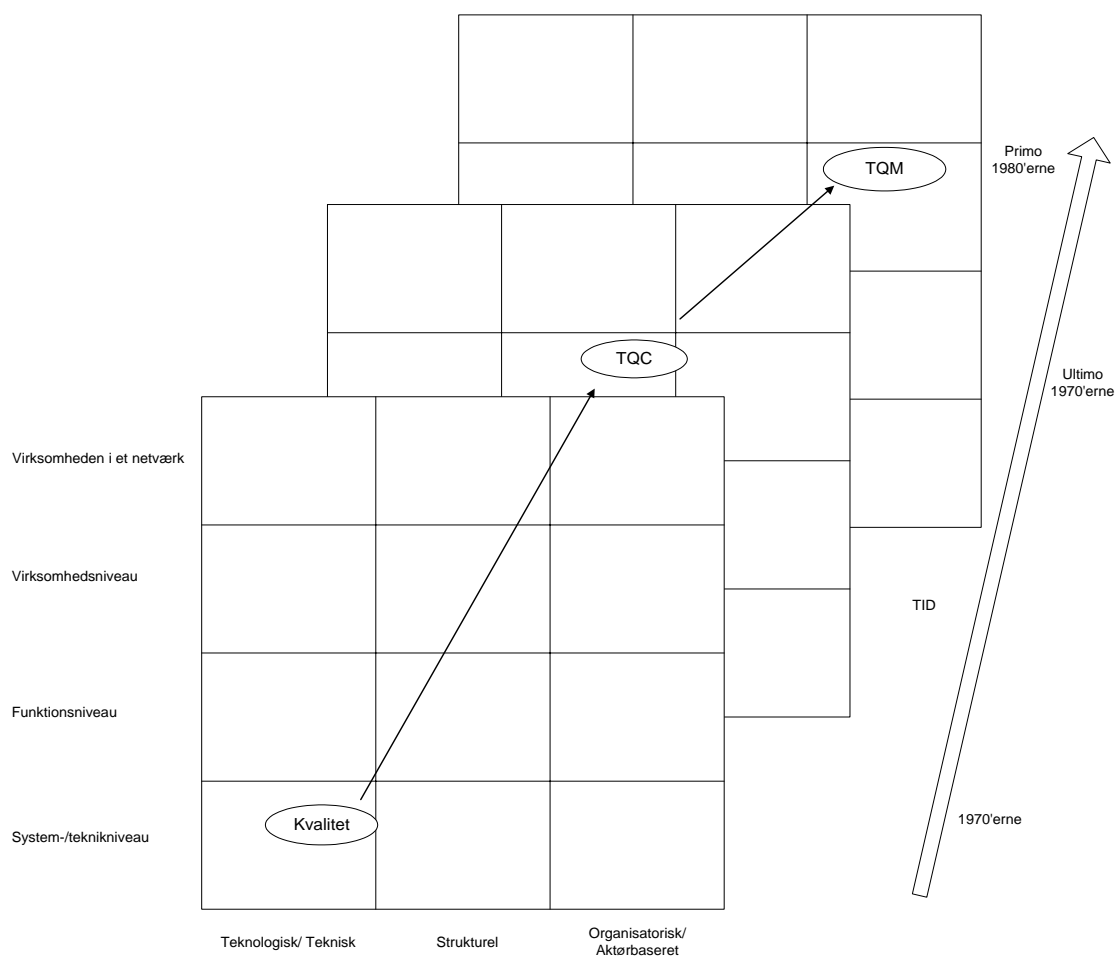 TQM
Primo
1980'erne
TQC
Ultimo
1970'erne
Virksomheden i et netværk
Virksomhedsniveau
TID
Funktionsniveau
Kvalitet
System-/teknikniveau
1970'erne
Teknologisk/ Teknisk
Strukturel
Organisatorisk/
Aktørbaseret